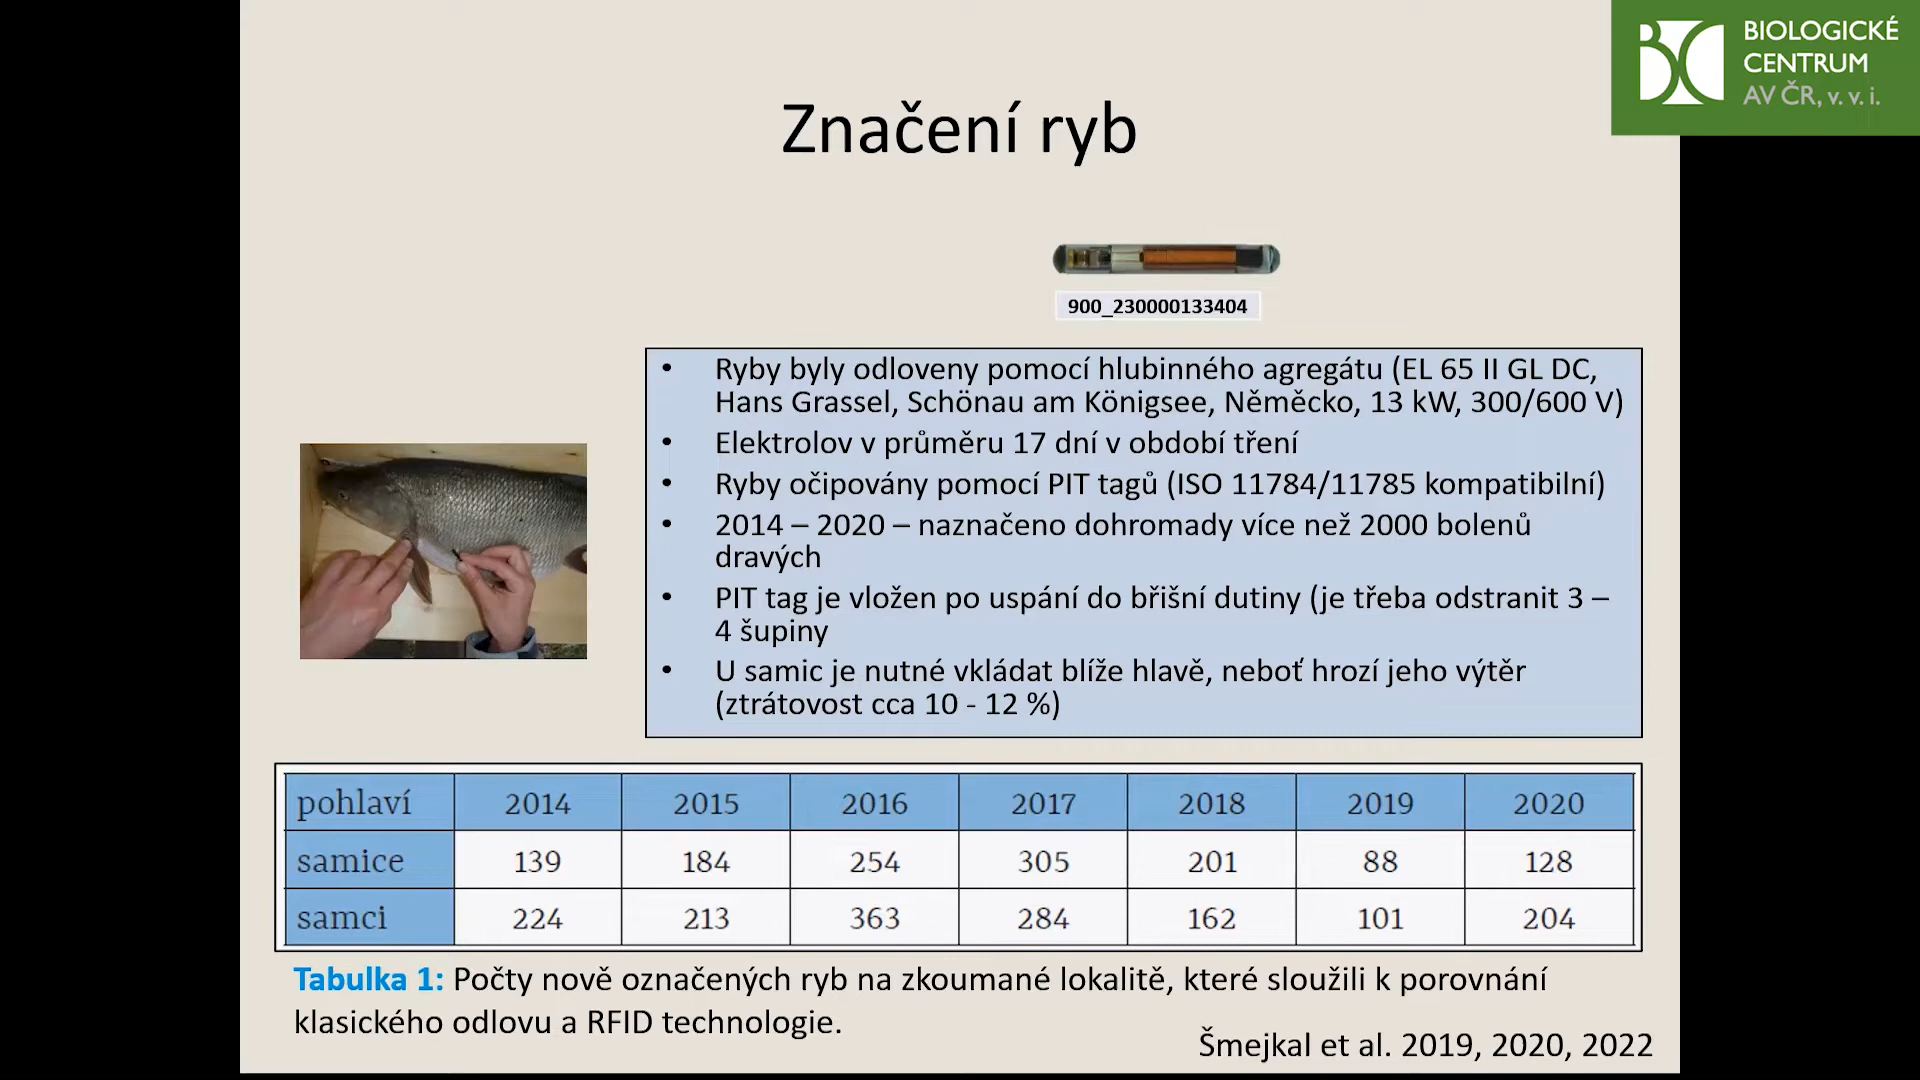 BIOLOGICKÉ
CENTRUM
AV ČR, v. v. i.
Značení ryb
900_230000133404
• Ryby byly odloveny pomocí hlubinného agregátu (EL 65 II GL DC,
Hans Grassel, Schönau am Königsee, Německo, 13 kW, 300/600 V)
• Elektrolov v průměru 17 dní v období tření
• Ryby očipovány pomocí PIT tagů (ISO 11784/11785 kompatibilní)
• 2014 – 2020 – naznačeno dohromady více než 2000 bolenů
dravých
• PIT tag je vložen po uspání do břišní dutiny (je třeba odstranit 3 –
4 šupiny
• U samic je nutné vkládat blíže hlavě, neboť hrozí jeho výtěr
(ztrátovost cca 10 - 12 %)
pohlaví 2014 2015 2016 2017 2018 2019 2020
samice 139 184 254 305 201 88 128
samci 224 213 363 284 162 101 204
Tabulka 1: Počty nově označených ryb na zkoumané lokalitě, které sloužili k porovnání
klasického odlovu a RFID technologie.
Šmejkal et al. 2019, 2020, 2022